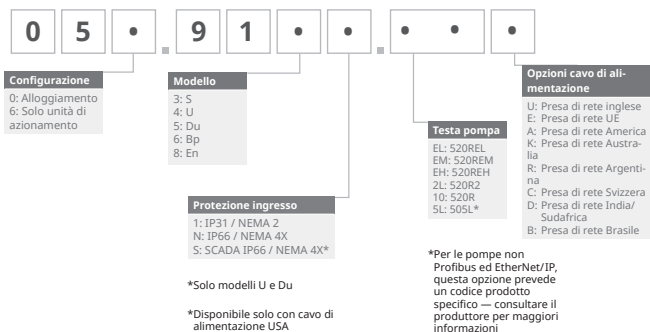 0 5 • . 9 1 • • . • • •
Configurazione
0: Alloggiamento
6: Solo unità di
azionamento
Modello
3: S
4: U
5: Du
6: Bp
8: En
Protezione ingresso
1: IP31 / NEMA 2
N: IP66 / NEMA 4X
S: SCADA IP66 / NEMA 4X*
*Solo modelli U e Du
*Disponibile solo con cavo di
alimentazione USA
Testa pompa
EL: 520REL
EM: 520REM
EH: 520REH
2L: 520R2
10: 520R
5L: 505L*
*Per le pompe non
Profibus ed EtherNet/IP,
questa opzione prevede
un codice prodotto
specifico — consultare il
produttore per maggiori
informazioni
Opzioni cavo di ali-
mentazione
U: Presa di rete inglese
E: Presa di rete UE
A: Presa di rete America
K: Presa di rete Austra-
lia
R: Presa di rete Argenti-
na
C: Presa di rete Svizzera
D: Presa di rete India/
Sudafrica
B: Presa di rete Brasile